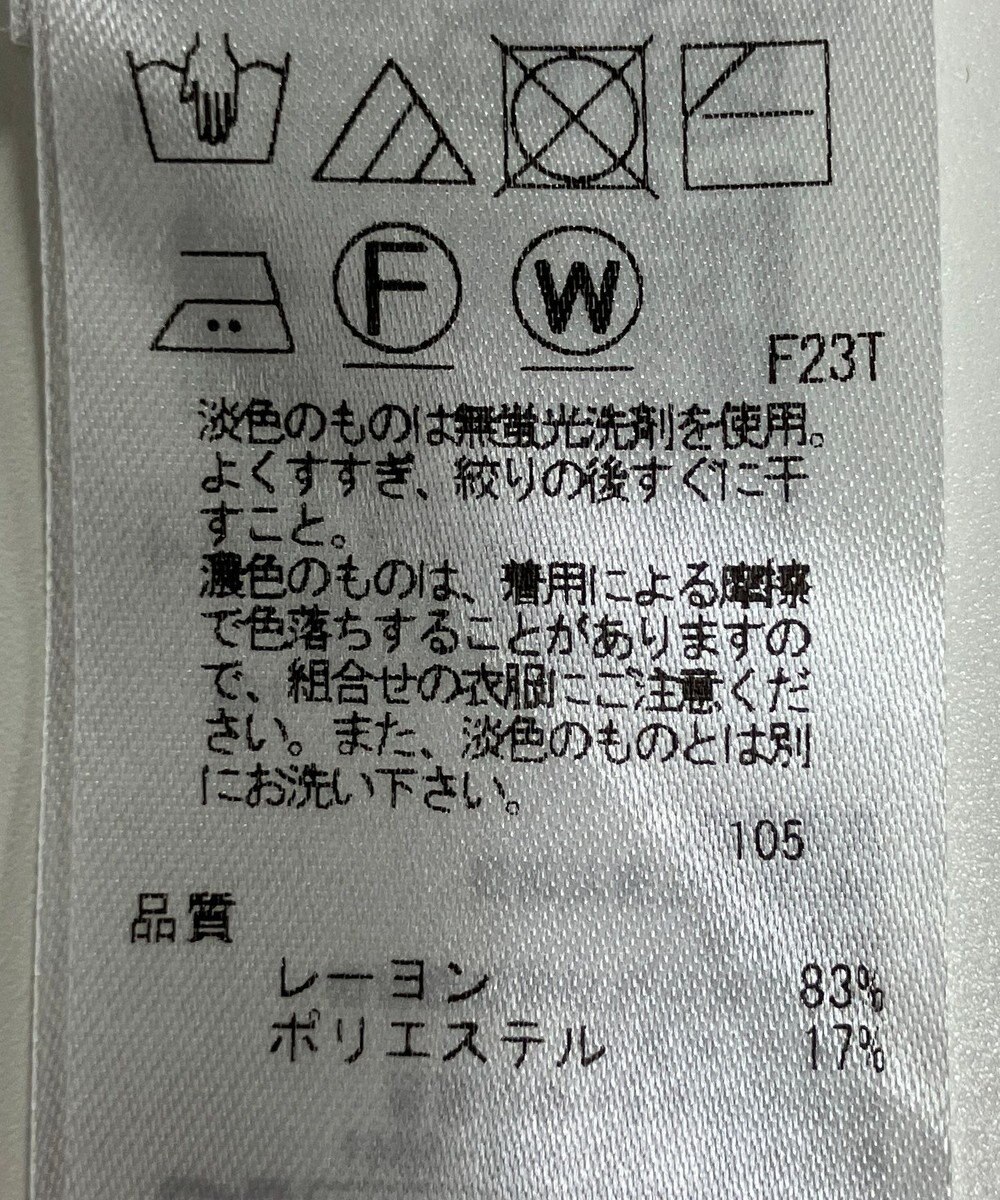 F
W
F23T
淡色のものは無蛍光洗剤を使用。
よくすすぎ、絞りの後すぐに干
すこと。
濃色のものは、着用による摩擦
で色落ちすることがありますの
で、組合せの衣服にご注意くだ
さい。また、淡色のものとは別
にお洗い下さい。
105
品質
レーヨン 83%
ポリエステル 17%